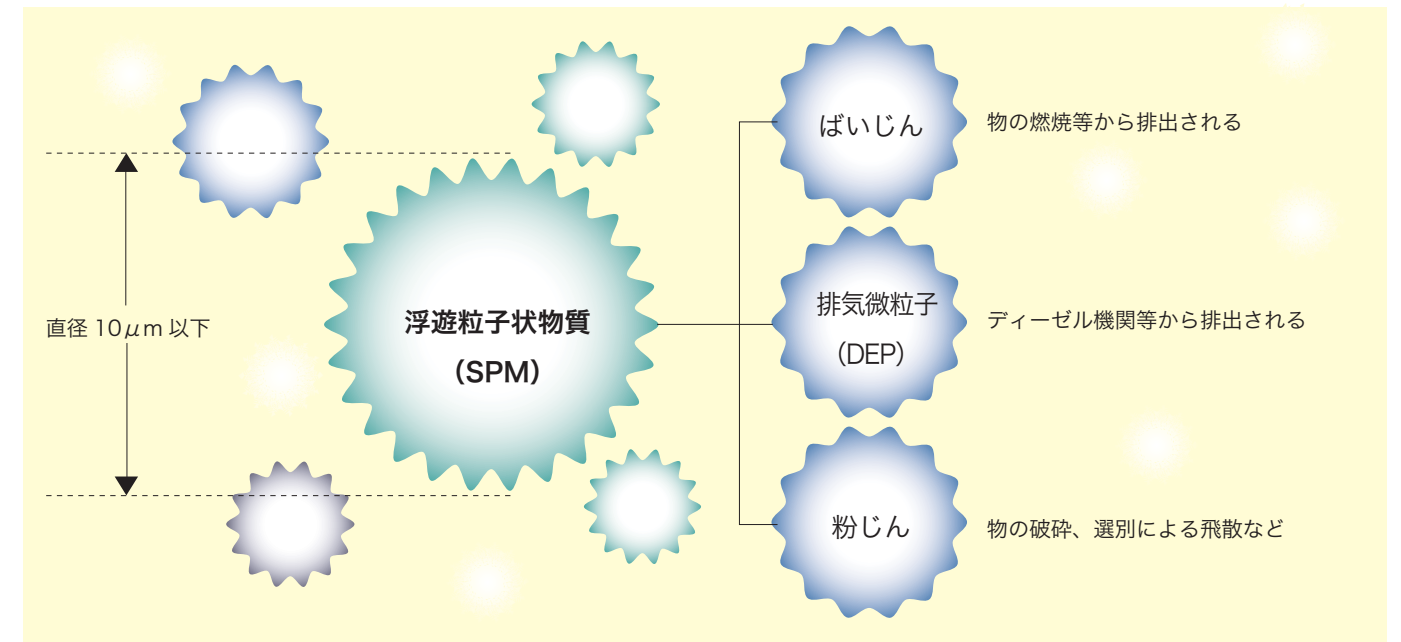 直径 10μm 以下
浮遊粒子状物質
(SPM)
ばいじん
物の燃焼等から排出される
排気微粒子
(DEP)
ディーゼル機関等から排出される
粉じん
物の破砕、選別による飛散など